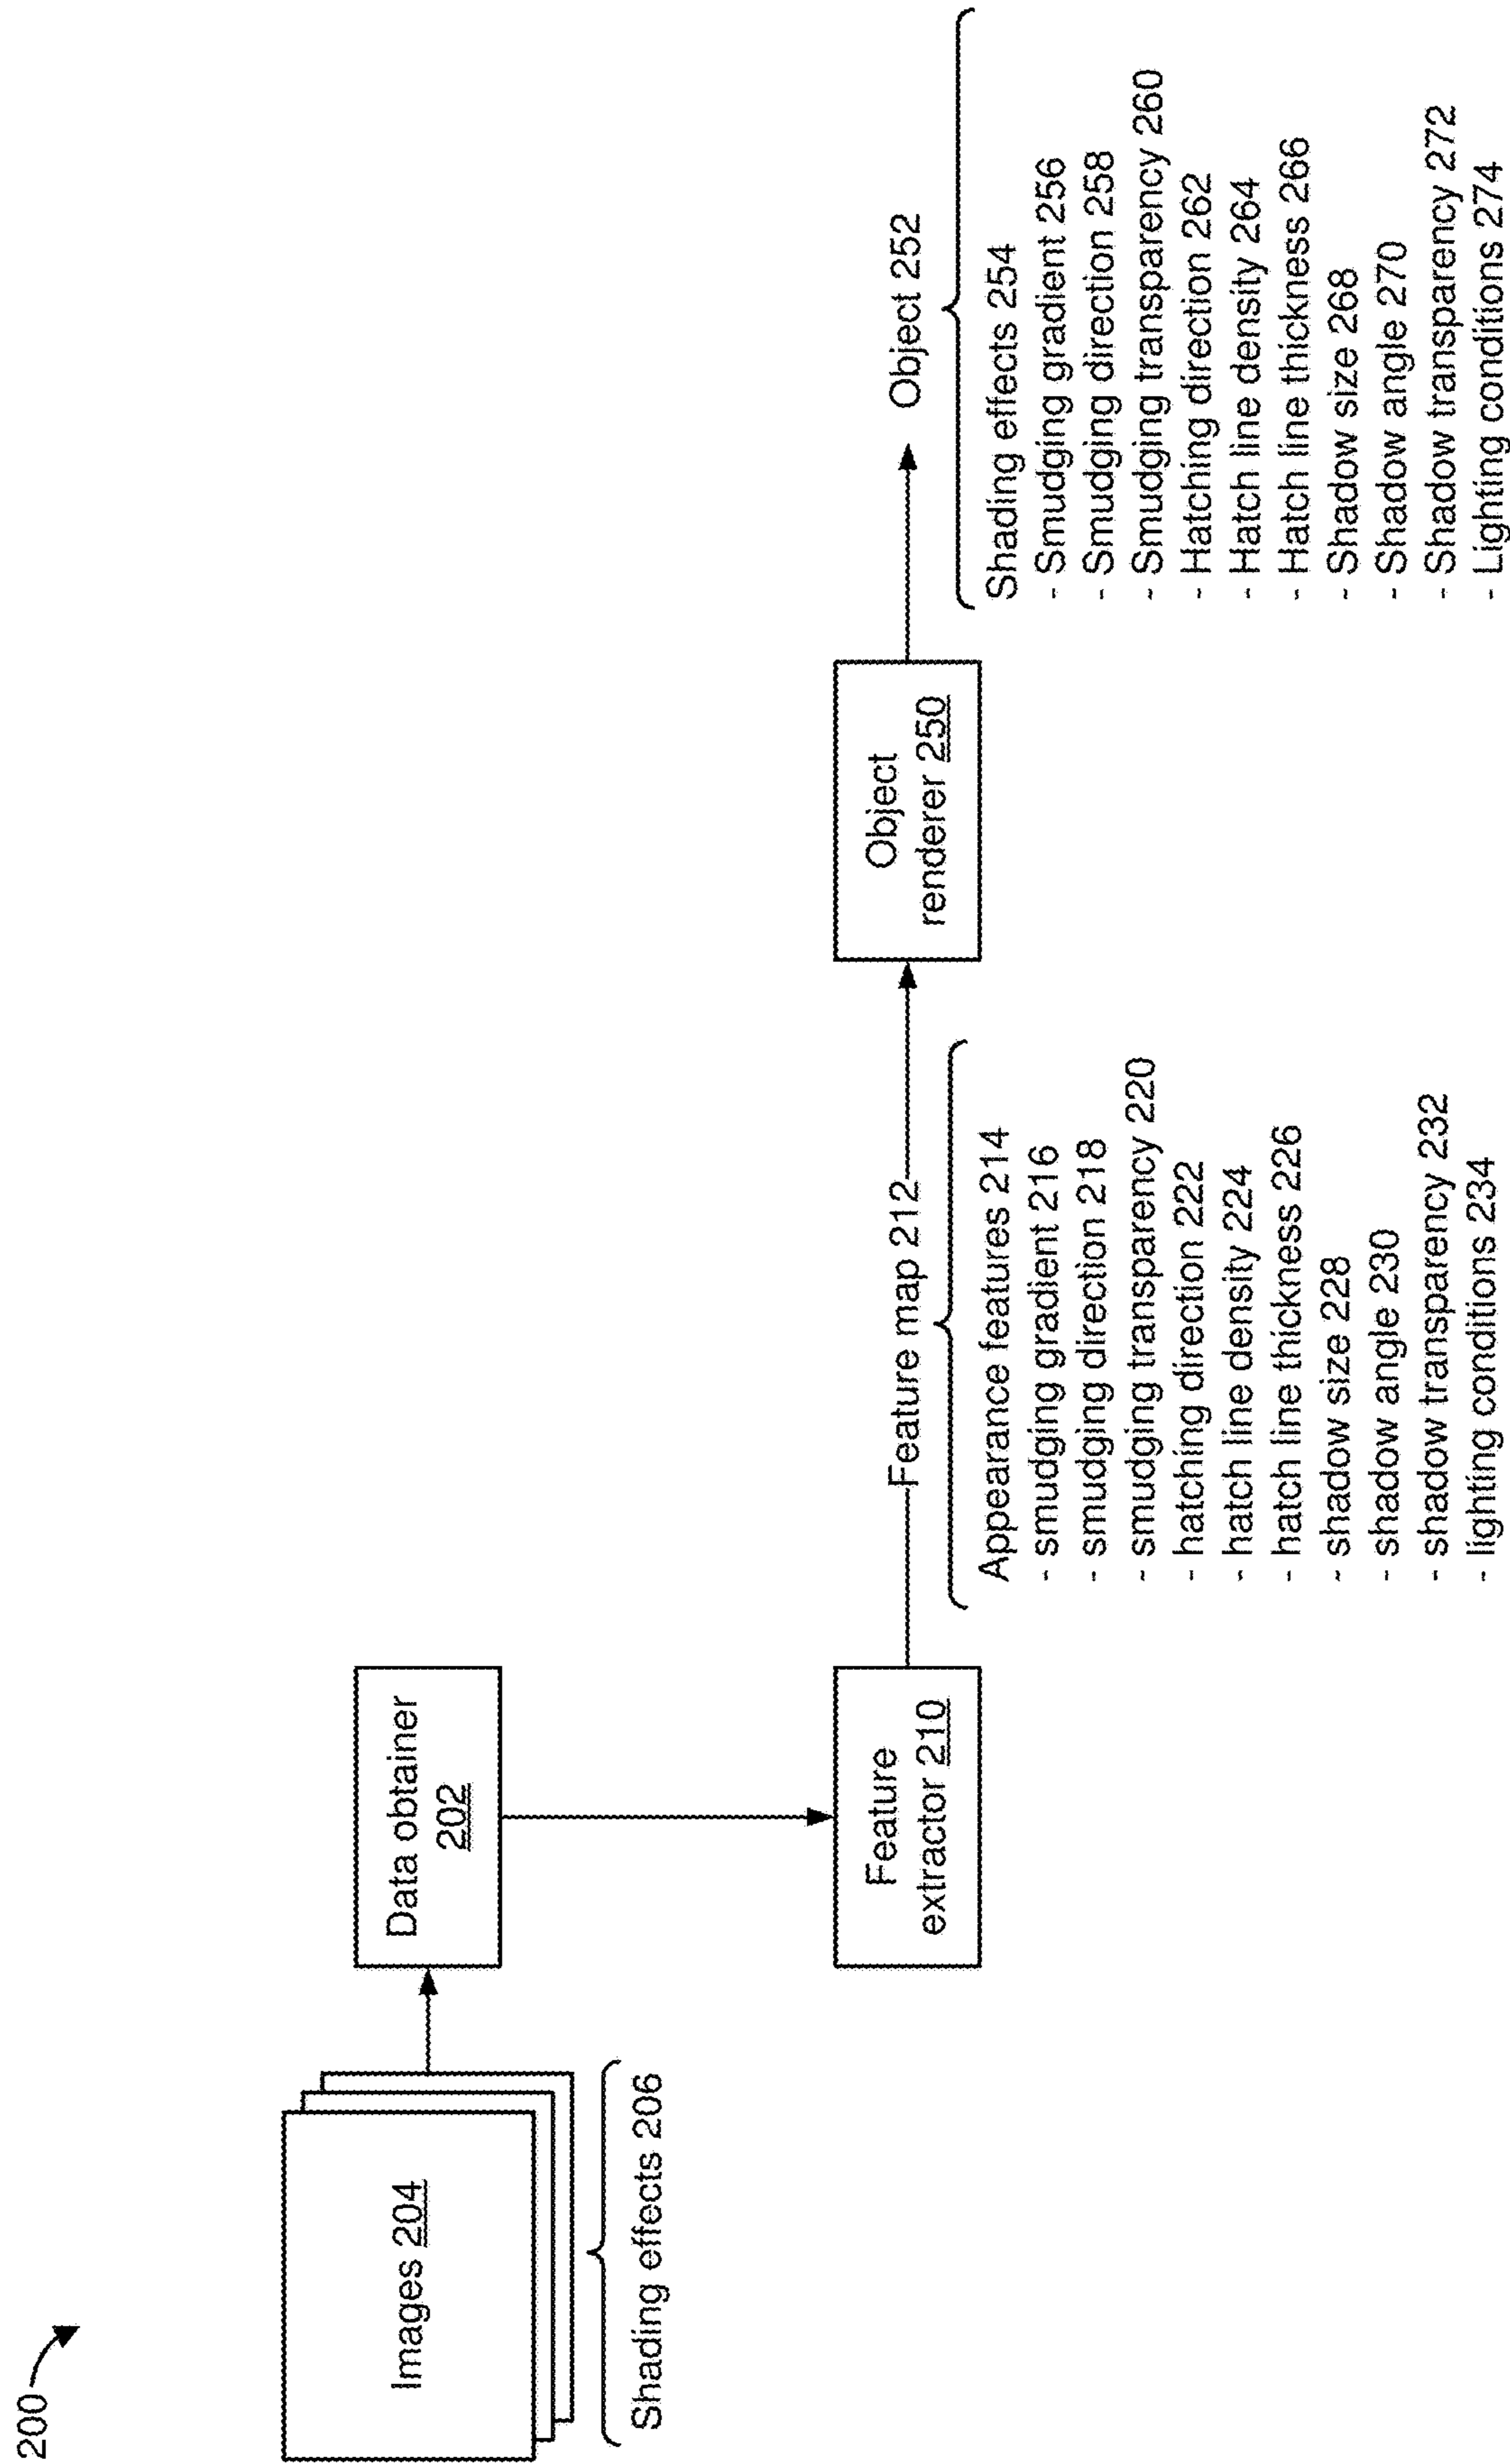 200
Images 204
Shading effects 206
Data obtainer
202
Feature
extractor 210
Feature map 212
Appearance features 214
- smudging gradient 216
- smudging direction 218
- smudging transparency 220
- hatching direction 222
- hatch line density 224
- hatch line thickness 226
- shadow size 228
- shadow angle 230
- shadow transparency 232
- lighting conditions 234
Object
renderer 250
Object 252
Shading effects 254
- Smudging gradient 256
- Smudging direction 258
- Smudging transparency 260
- Hatching direction 262
- Hatch line density 264
- Hatch line thickness 266
- Shadow size 268
- Shadow angle 270
- Shadow transparency 272
- Lighting conditions 274